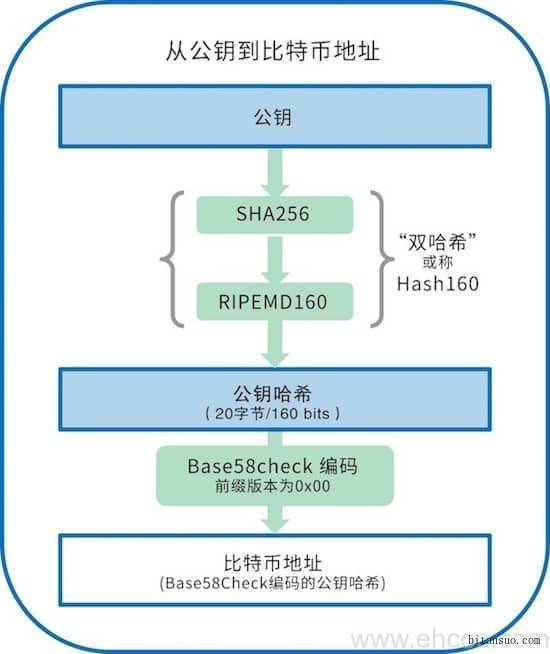 从公钥到比特币地址
公钥
SHA256
“双哈希”
或称
Hash160
RIPEMD160
公钥哈希
(20字节/160 bits)
Base58check 编码
前缀版本为0x00
比特币地址
(Base58Check编码的公钥哈希)
bitansuo.com